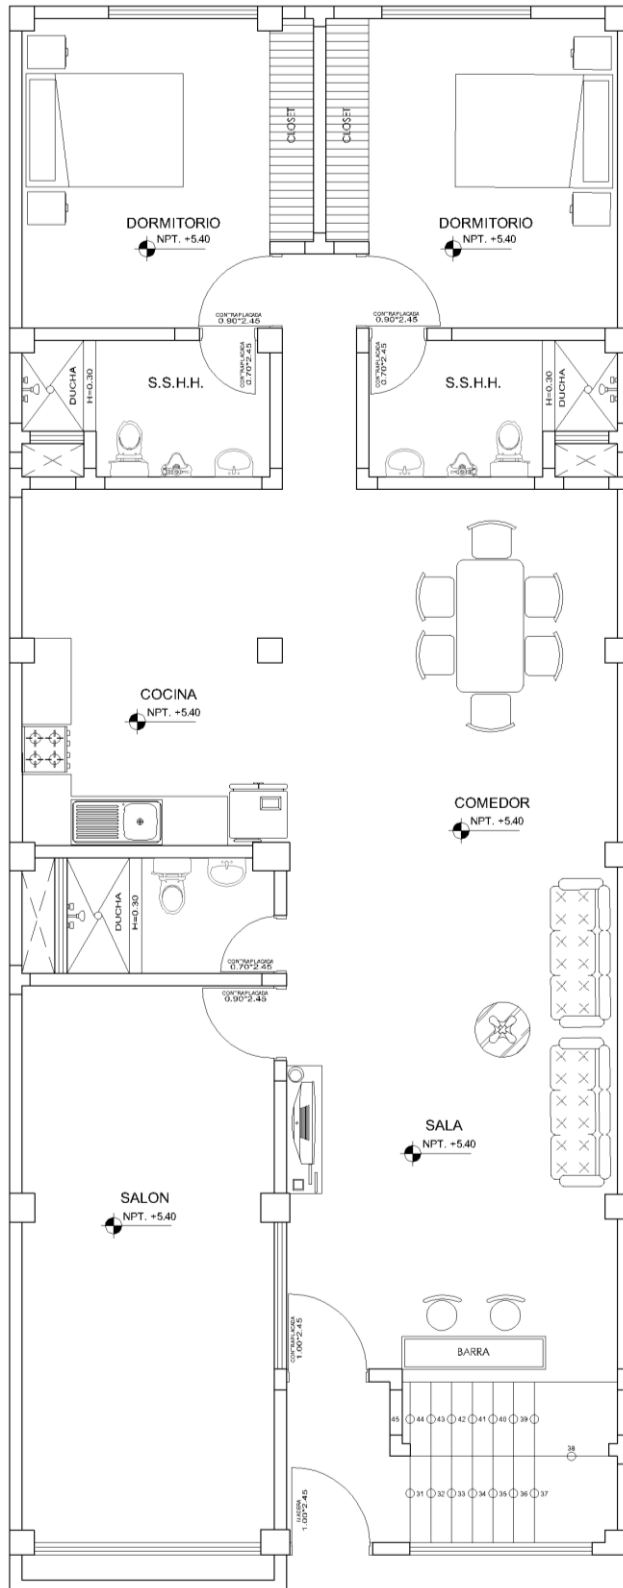 CLOSET
CLOSET
DORMITORIO
NPT. +5.40
DORMITORIO
NPT. +5.40
CONTRAPLACADA
0.90*2.45
CONTRAPLACADA
0.90*2.45
CONTRAPLACADA
0.70*2.45
CONTRAPLACADA
0.70*2.45
DUCHA
H=0.30
S.S.H.H.
S.S.H.H.
H=0.30
DUCHA
COCINA
NPT. +5.40
COMEDOR
NPT. +5.40
DUCHA
H=0.30
CONTRAPLACADA
0.70*2.45
CONTRAPLACADA
0.90*2.45
SALA
NPT. +5.40
SALON
NPT. +5.40
CONTRAPLACADA
1.00*2.45
BARRA
45 44 43 42 41 40 39
38
31 32 33 34 35 36 37
MADERA
1.00*2.45